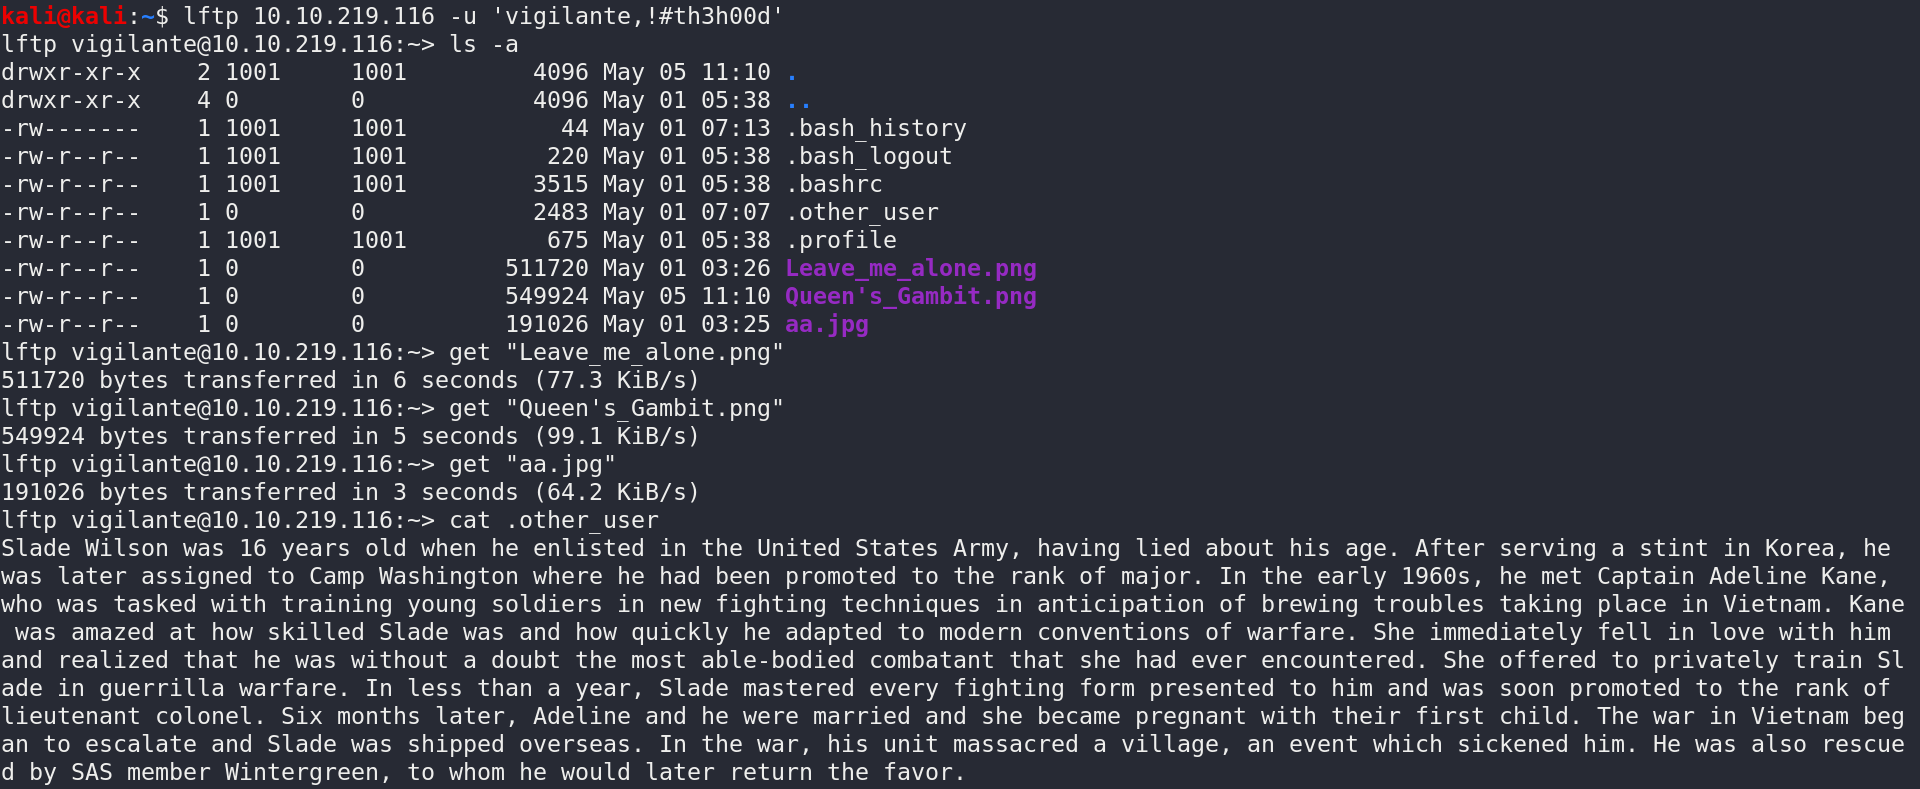 kali@kali:~$ lftp 10.10.219.116 -u 'vigilante,!#th3h00d'
lftp vigilante@10.10.219.116:~> ls -a
drwxr-xr-x    2 1001     1001         4096 May 05 11:10 .
drwxr-xr-x    4 0        0            4096 May 01 05:38 ..
-rw-------    1 1001     1001           44 May 01 07:13 .bash_history
-rw-r--r--    1 1001     1001          220 May 01 05:38 .bash_logout
-rw-r--r--    1 1001     1001         3515 May 01 05:38 .bashrc
-rw-r--r--    1 0        0            2483 May 01 07:07 .other_user
-rw-r--r--    1 1001     1001          675 May 01 05:38 .profile
-rw-r--r--    1 0        0          511720 May 01 03:26 Leave_me_alone.png
-rw-r--r--    1 0        0          549924 May 05 11:10 Queen's_Gambit.png
-rw-r--r--    1 0        0          191026 May 01 03:25 aa.jpg
lftp vigilante@10.10.219.116:~> get "Leave_me_alone.png"
511720 bytes transferred in 6 seconds (77.3 KiB/s)
lftp vigilante@10.10.219.116:~> get "Queen's_Gambit.png"
549924 bytes transferred in 5 seconds (99.1 KiB/s)
lftp vigilante@10.10.219.116:~> get "aa.jpg"
191026 bytes transferred in 3 seconds (64.2 KiB/s)
lftp vigilante@10.10.219.116:~> cat .other_user
Slade Wilson was 16 years old when he enlisted in the United States Army, having lied about his age. After serving a stint in Korea, he
was later assigned to Camp Washington where he had been promoted to the rank of major. In the early 1960s, he met Captain Adeline Kane,
who was tasked with training young soldiers in new fighting techniques in anticipation of brewing troubles taking place in Vietnam. Kane
 was amazed at how skilled Slade was and how quickly he adapted to modern conventions of warfare. She immediately fell in love with him
and realized that he was without a doubt the most able-bodied combatant that she had ever encountered. She offered to privately train Sl
ade in guerrilla warfare. In less than a year, Slade mastered every fighting form presented to him and was soon promoted to the rank of
lieutenant colonel. Six months later, Adeline and he were married and she became pregnant with their first child. The war in Vietnam beg
an to escalate and Slade was shipped overseas. In the war, his unit massacred a village, an event which sickened him. He was also rescue
d by SAS member Wintergreen, to whom he would later return the favor.